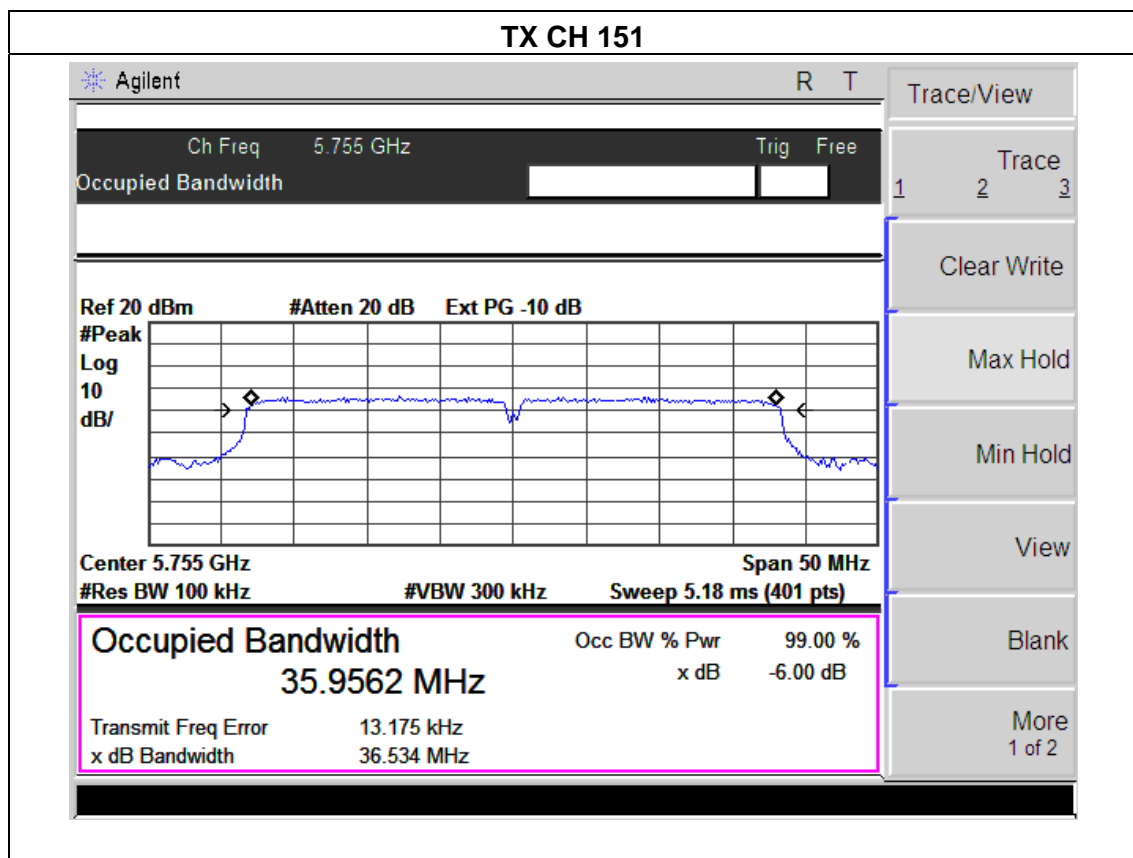 TX CH 151
Agilent R T
Trace/View
Ch Freq 5.755 GHz Trig Free
Occupied Bandwidth
Trace
1 2 3
Clear Write
Ref 20 dBm #Atten 20 dB Ext PG -10 dB
#Peak
Log
10
dB/
Max Hold
Min Hold
View
Center 5.755 GHz Span 50 MHz
#Res BW 100 kHz #VBW 300 kHz Sweep 5.18 ms (401 pts)
Occupied Bandwidth Occ BW % Pwr 99.00 %
35.9562 MHz x dB -6.00 dB
Transmit Freq Error 13.175 kHz
x dB Bandwidth 36.534 MHz
Blank
More
1 of 2